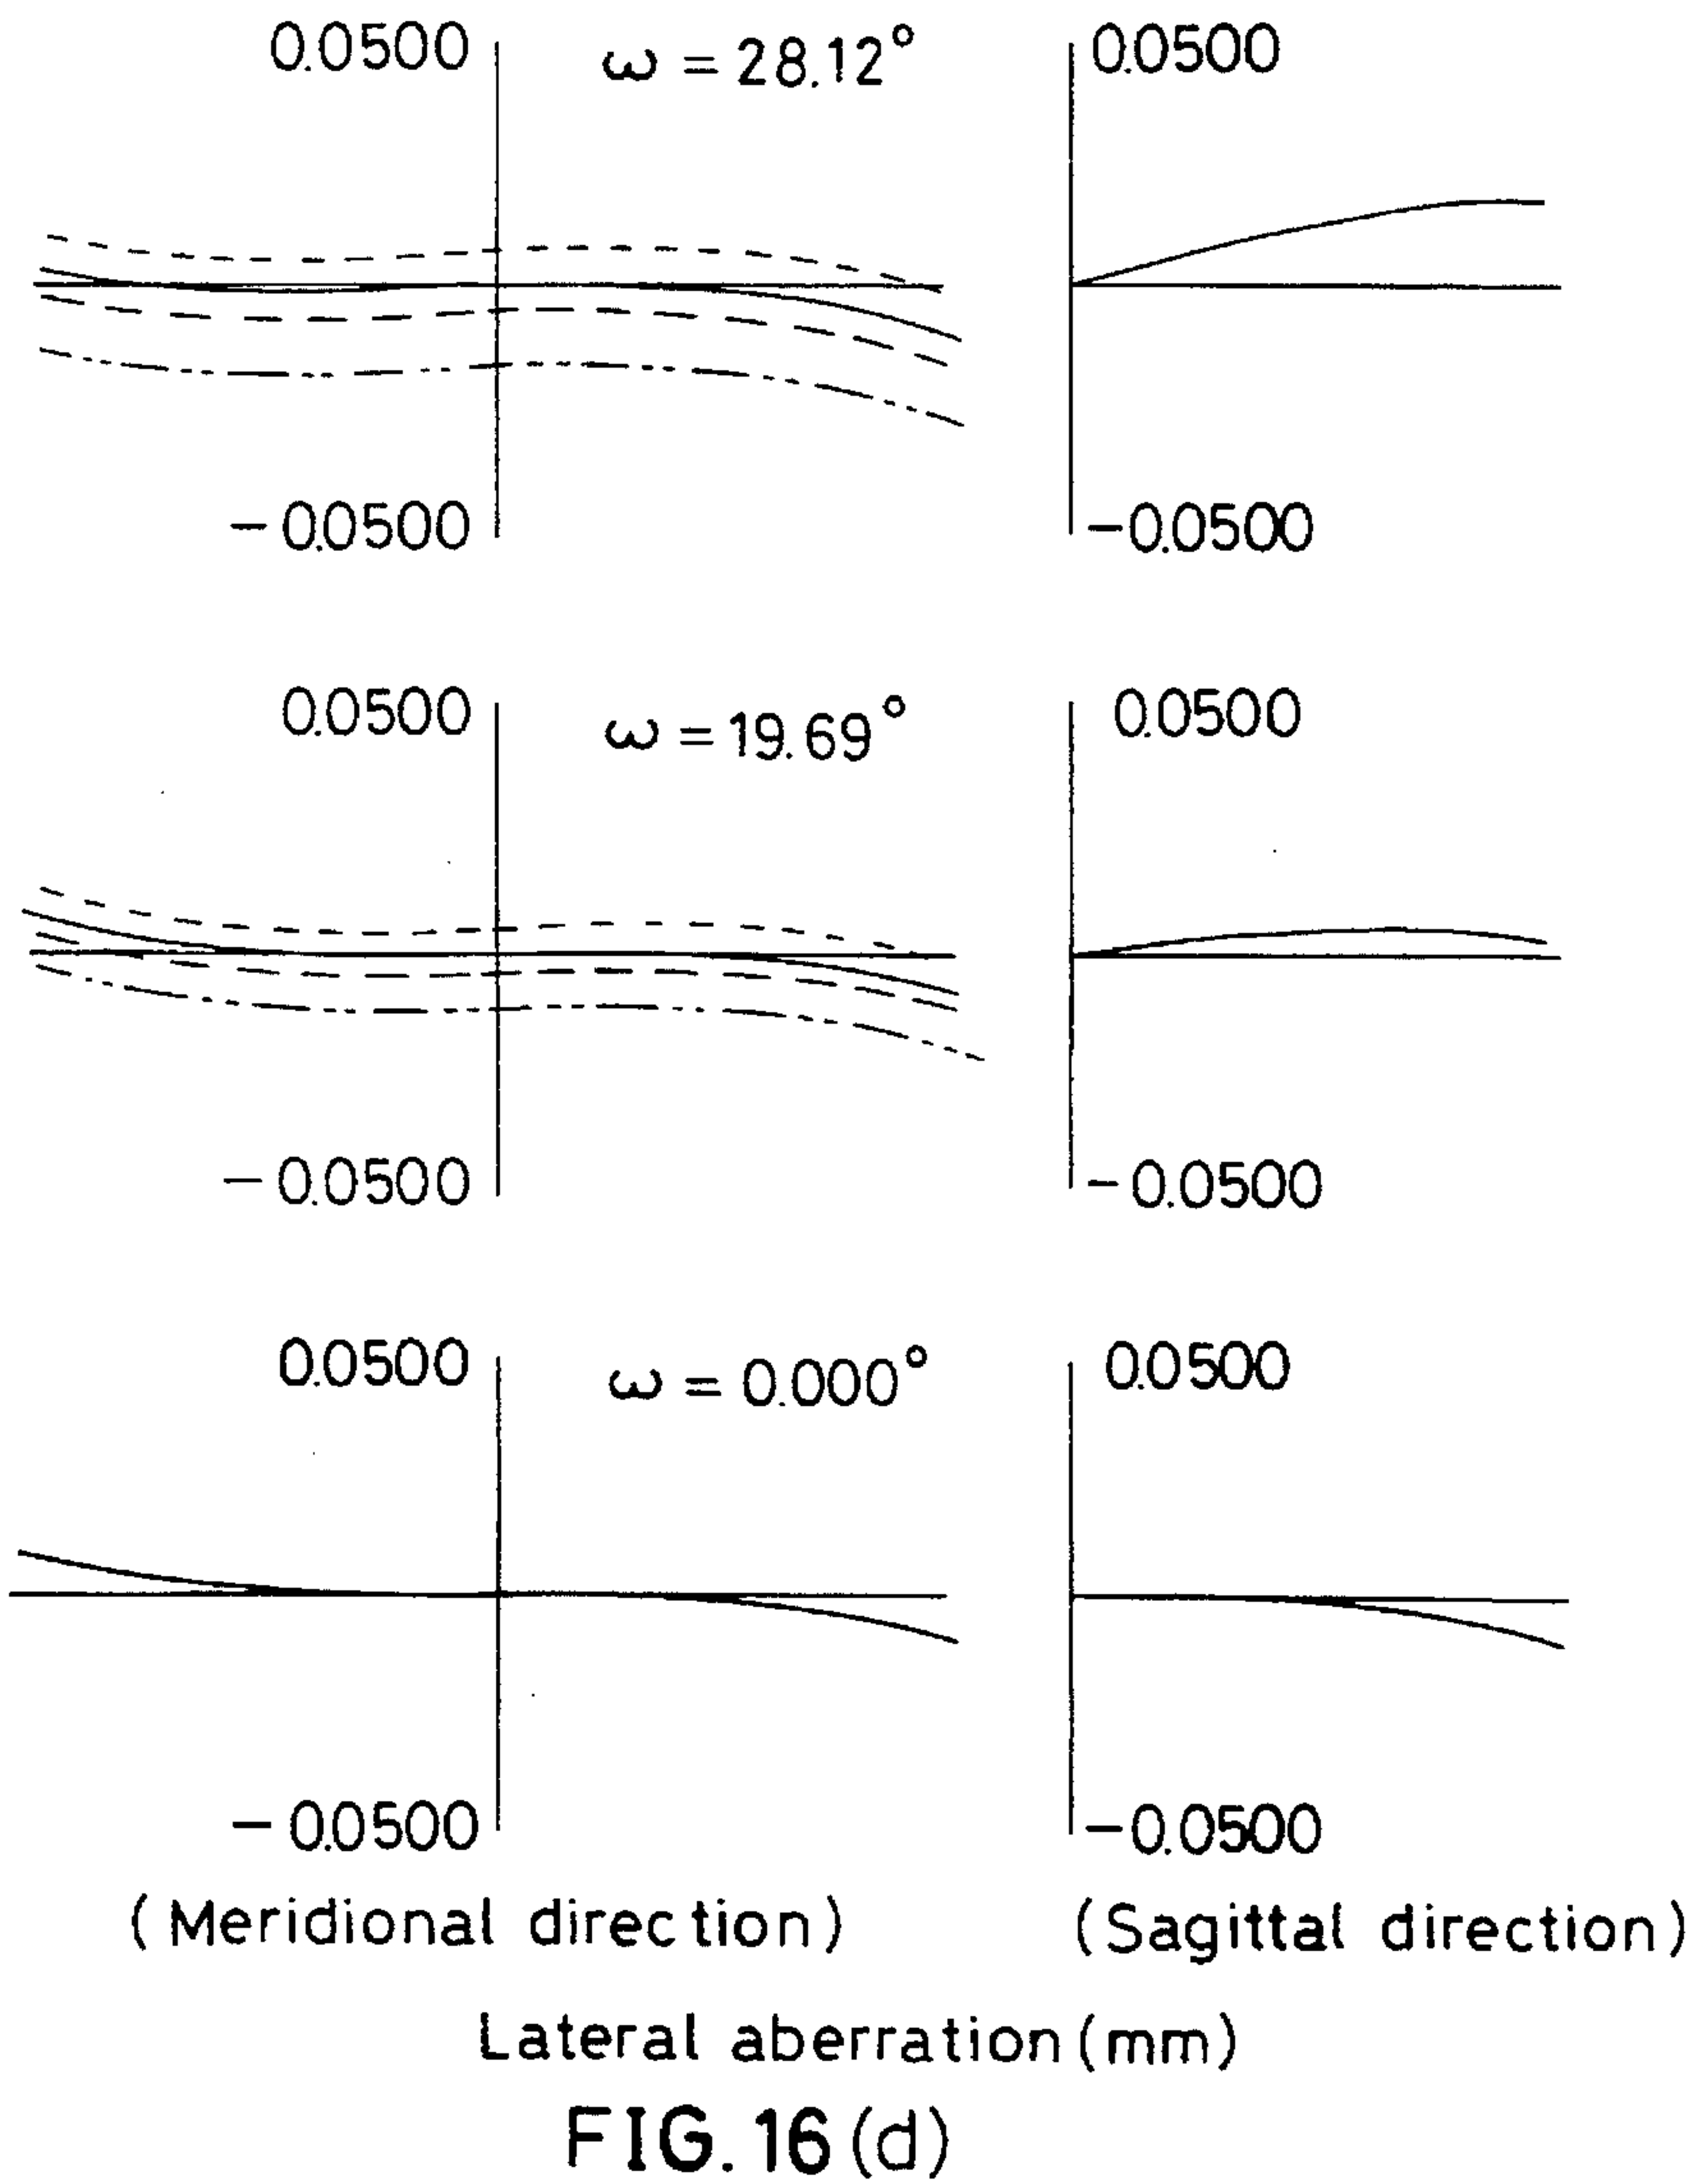 0.0500 ω = 28.12° 0.0500
−0.0500 −0.0500
0.0500 ω = 19.69° 0.0500
−0.0500 −0.0500
0.0500 ω = 0.000° 0.0500
−0.0500 −0.0500
(Meridional direction) (Sagittal direction)
Lateral aberration (mm)
FIG. 16 (d)